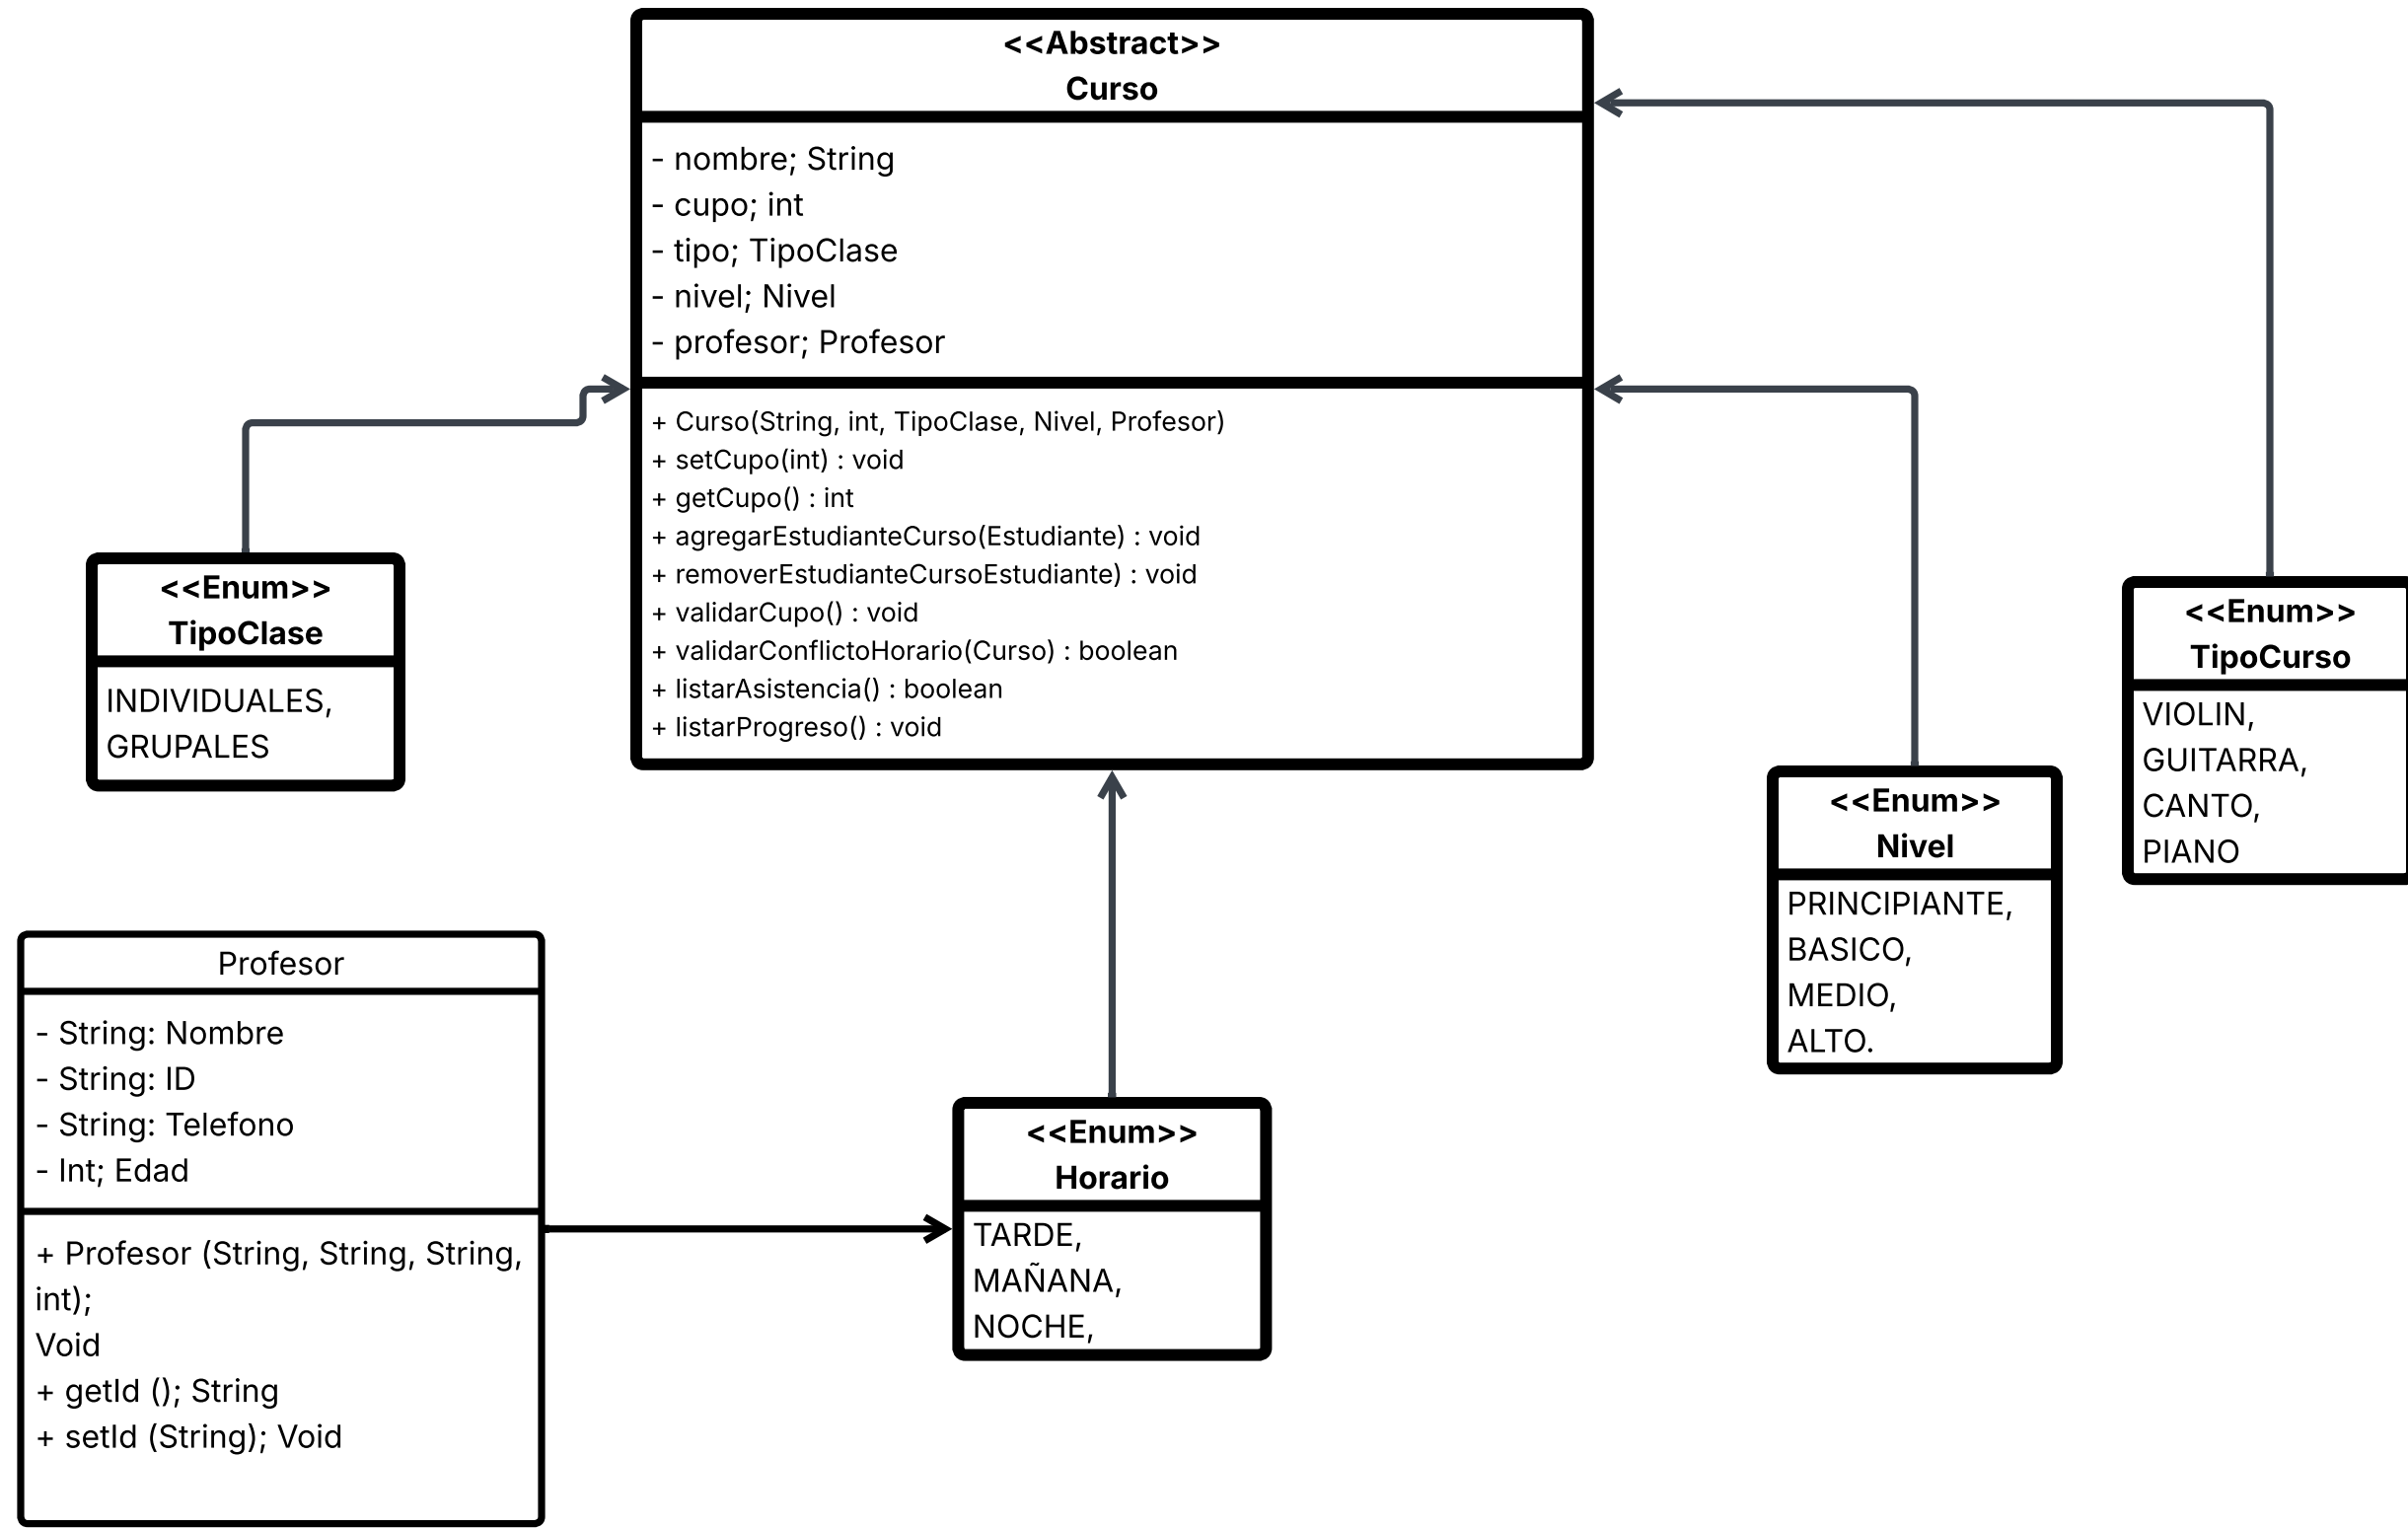 <<Abstract>>
Curso
- nombre; String
- cupo; int
- tipo; TipoClase
- nivel; Nivel
- profesor; Profesor
+ Curso(String, int, TipoClase, Nivel, Profesor)
+ setCupo(int) : void
+ getCupo() : int
+ agregarEstudianteCurso(Estudiante) : void
+ removerEstudianteCursoEstudiante) : void
+ validarCupo() : void
+ validarConflictoHorario(Curso) : boolean
+ listarAsistencia() : boolean
+ listarProgreso() : void
<<Enum>>
TipoClase
INDIVIDUALES,
GRUPALES
<<Enum>>
TipoCurso
VIOLIN,
GUITARRA,
CANTO,
PIANO
<<Enum>>
Nivel
PRINCIPIANTE,
BASICO,
MEDIO,
ALTO.
Profesor
- String: Nombre
- String: ID
- String: Telefono
- Int; Edad
+ Profesor (String, String, String,
int);
Void
+ getId (); String
+ setId (String); Void
<<Enum>>
Horario
TARDE,
MAÑANA,
NOCHE,